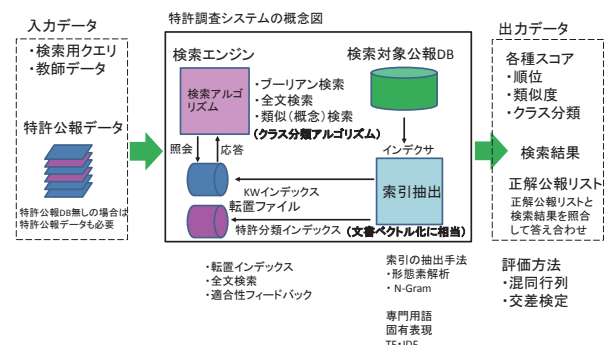 入力データ
・検索用クエリ
・教師データ
特許公報データ
特許公報DB無しの場合は
特許公報データも必要
特許調査システムの概念図
検索エンジン
検索アルゴ
リズム
・ブーリアン検索
・全文検索
・類似（概念）検索
(クラス分類アルゴリズム)
照会
応答
検索対象公報DB
インデクサ
索引抽出
KWインデックス
転置ファイル
特許分類インデックス
(文書ベクトル化に相当)
・転置インデックス
・全文検索
・適合性フィードバック
索引の抽出手法
・形態素解析
・N-Gram
専門用語
固有表現
TF・IDF
出力データ
各種スコア
・順位
・類似度
・クラス分類
検索結果
正解公報リスト
正解公報リストと
検索結果を照合
して答え合わせ
評価方法
・混同行列
・交差検定